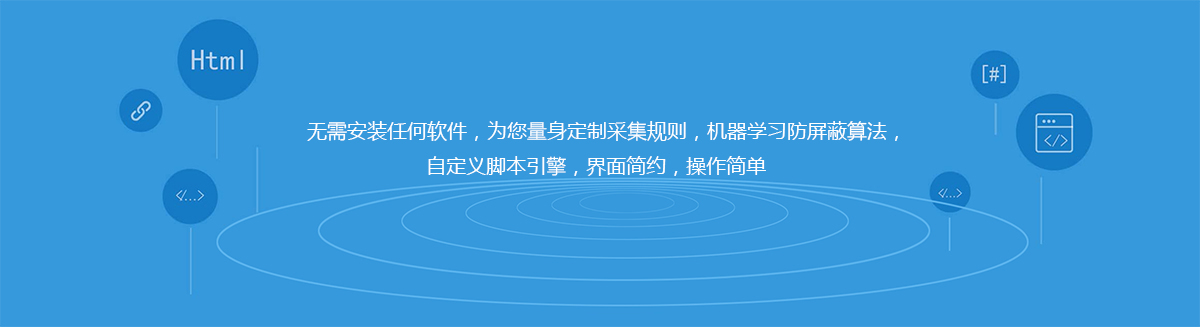 Html
[#]
</>
无需安装任何软件，为您量身定制采集规则，机器学习防屏蔽算法，
自定义脚本引擎，界面简约，操作简单
</...>
</...>